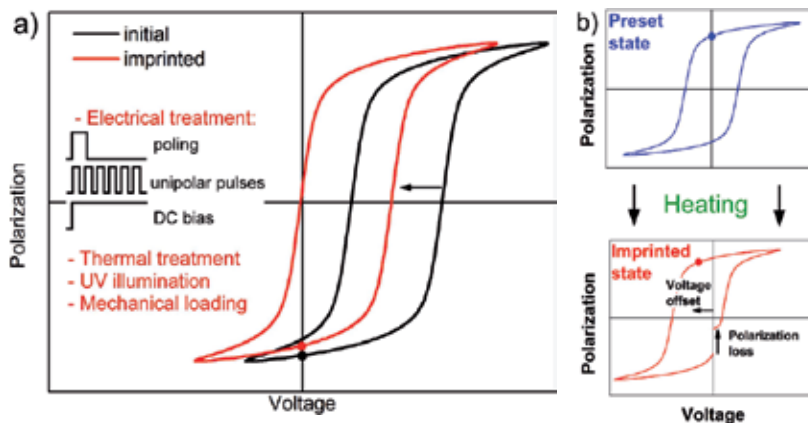 a)
initial
imprinted
- Electrical treatment:
poling
unipolar pulses
DC bias
- Thermal treatment
- UV illumination
- Mechanical loading
Polarization
Voltage
b)
Preset
state
Polarization
Heating
Imprinted
state
Voltage
offset
Polarization
loss
Polarization
Voltage